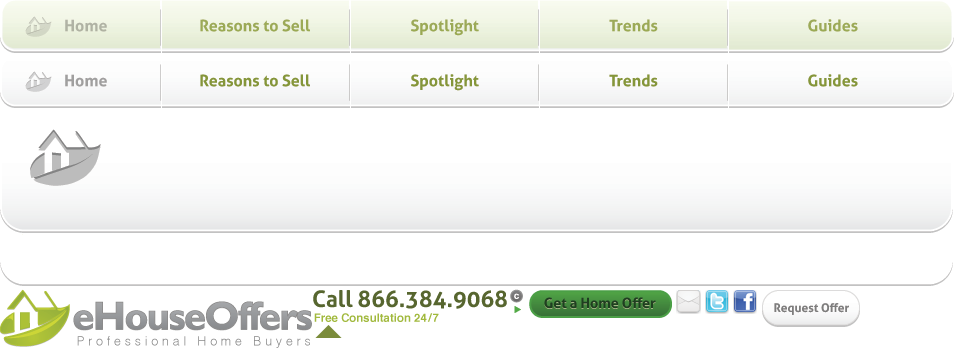 Home Reasons to Sell Spotlight Trends Guides
Home Reasons to Sell Spotlight Trends Guides
eHouseOffers
Professional Home Buyers
Call 866.384.9068
Free Consultation 24/7
Get a Home Offer
Request Offer